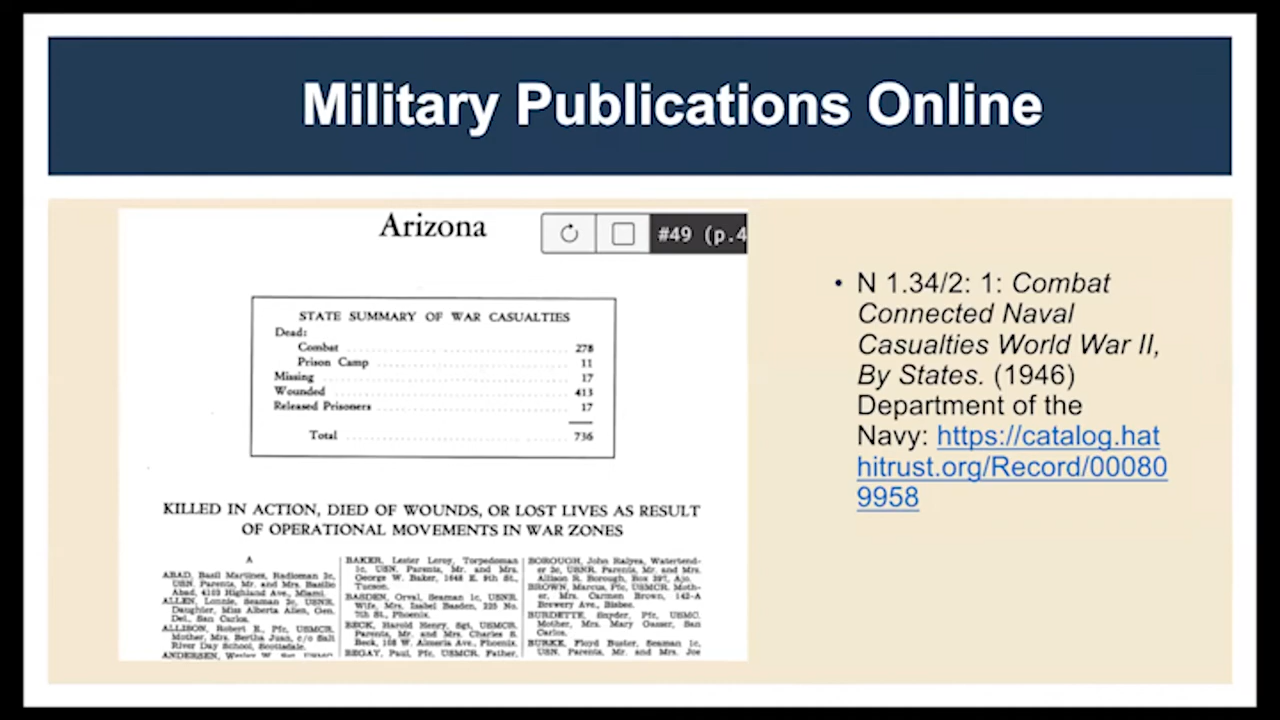 Military Publications Online
Arizona
#49 (p.4
STATE SUMMARY OF WAR CASUALTIES
Dead:
Combat 278
Prison Camp 11
Missing 17
Wounded 413
Released Prisoners 17
Total 736
KILLED IN ACTION, DIED OF WOUNDS, OR LOST LIVES AS RESULT
OF OPERATIONAL MOVEMENTS IN WAR ZONES
A
ABAD, Basil Martinez, Radioman 3c,
USN. Parents, Mr. and Mrs. Basilio
Abad, 4103 Highland Ave., Miami.
ALLEN, Lonnie, Seaman 2c, USNR.
Daughter, Miss Alberta Allen, Gen.
Del., San Carlos.
ALLISON, Robert E., Pfc, USMCR.
Mother, Mrs. Bertha Juan, c/o Salt
River Day School, Scottsdale.
ANDERSEN, Wesley W., Sgt, USMC.
BAKER, Lester Leroy, Torpedoman
1c, USN. Parents, Mr. and Mrs.
George W. Baker, 1648 E. 9th St.,
Tucson.
BASDEN, Orval, Seaman 1c, USNR.
Wife, Mrs. Isabel Basden, 225 No.
7th St., Phoenix.
BECK, Harold Henry, Sgt, USMCR.
Parents, Mr. and Mrs. Charles S.
Beck, 108 W. Almeria Ave., Phoenix.
BEGAY, Paul, Pfc, USMCR. Father,
BOROUGH, John Ralyea, Watertend-
er 3c, USNR. Parents, Mr. and Mrs.
Allison R. Borough, Box 397, Ajo.
BROWN, Marcus, Pfc, USMCR. Moth-
er, Mrs. Carmen Brown, 142-A
Brewery Ave., Bisbee.
BURDETTE, Snyder, Pfc, USMC.
Mother, Mrs. Mary Gasser, San
Carlos.
BURKE, Floyd Buster, Seaman 1c,
USN. Parents, Mr. and Mrs. Joe
• N 1.34/2: 1: Combat
Connected Naval
Casualties World War II,
By States. (1946)
Department of the
Navy: https://catalog.hat
hitrust.org/Record/00080
9958